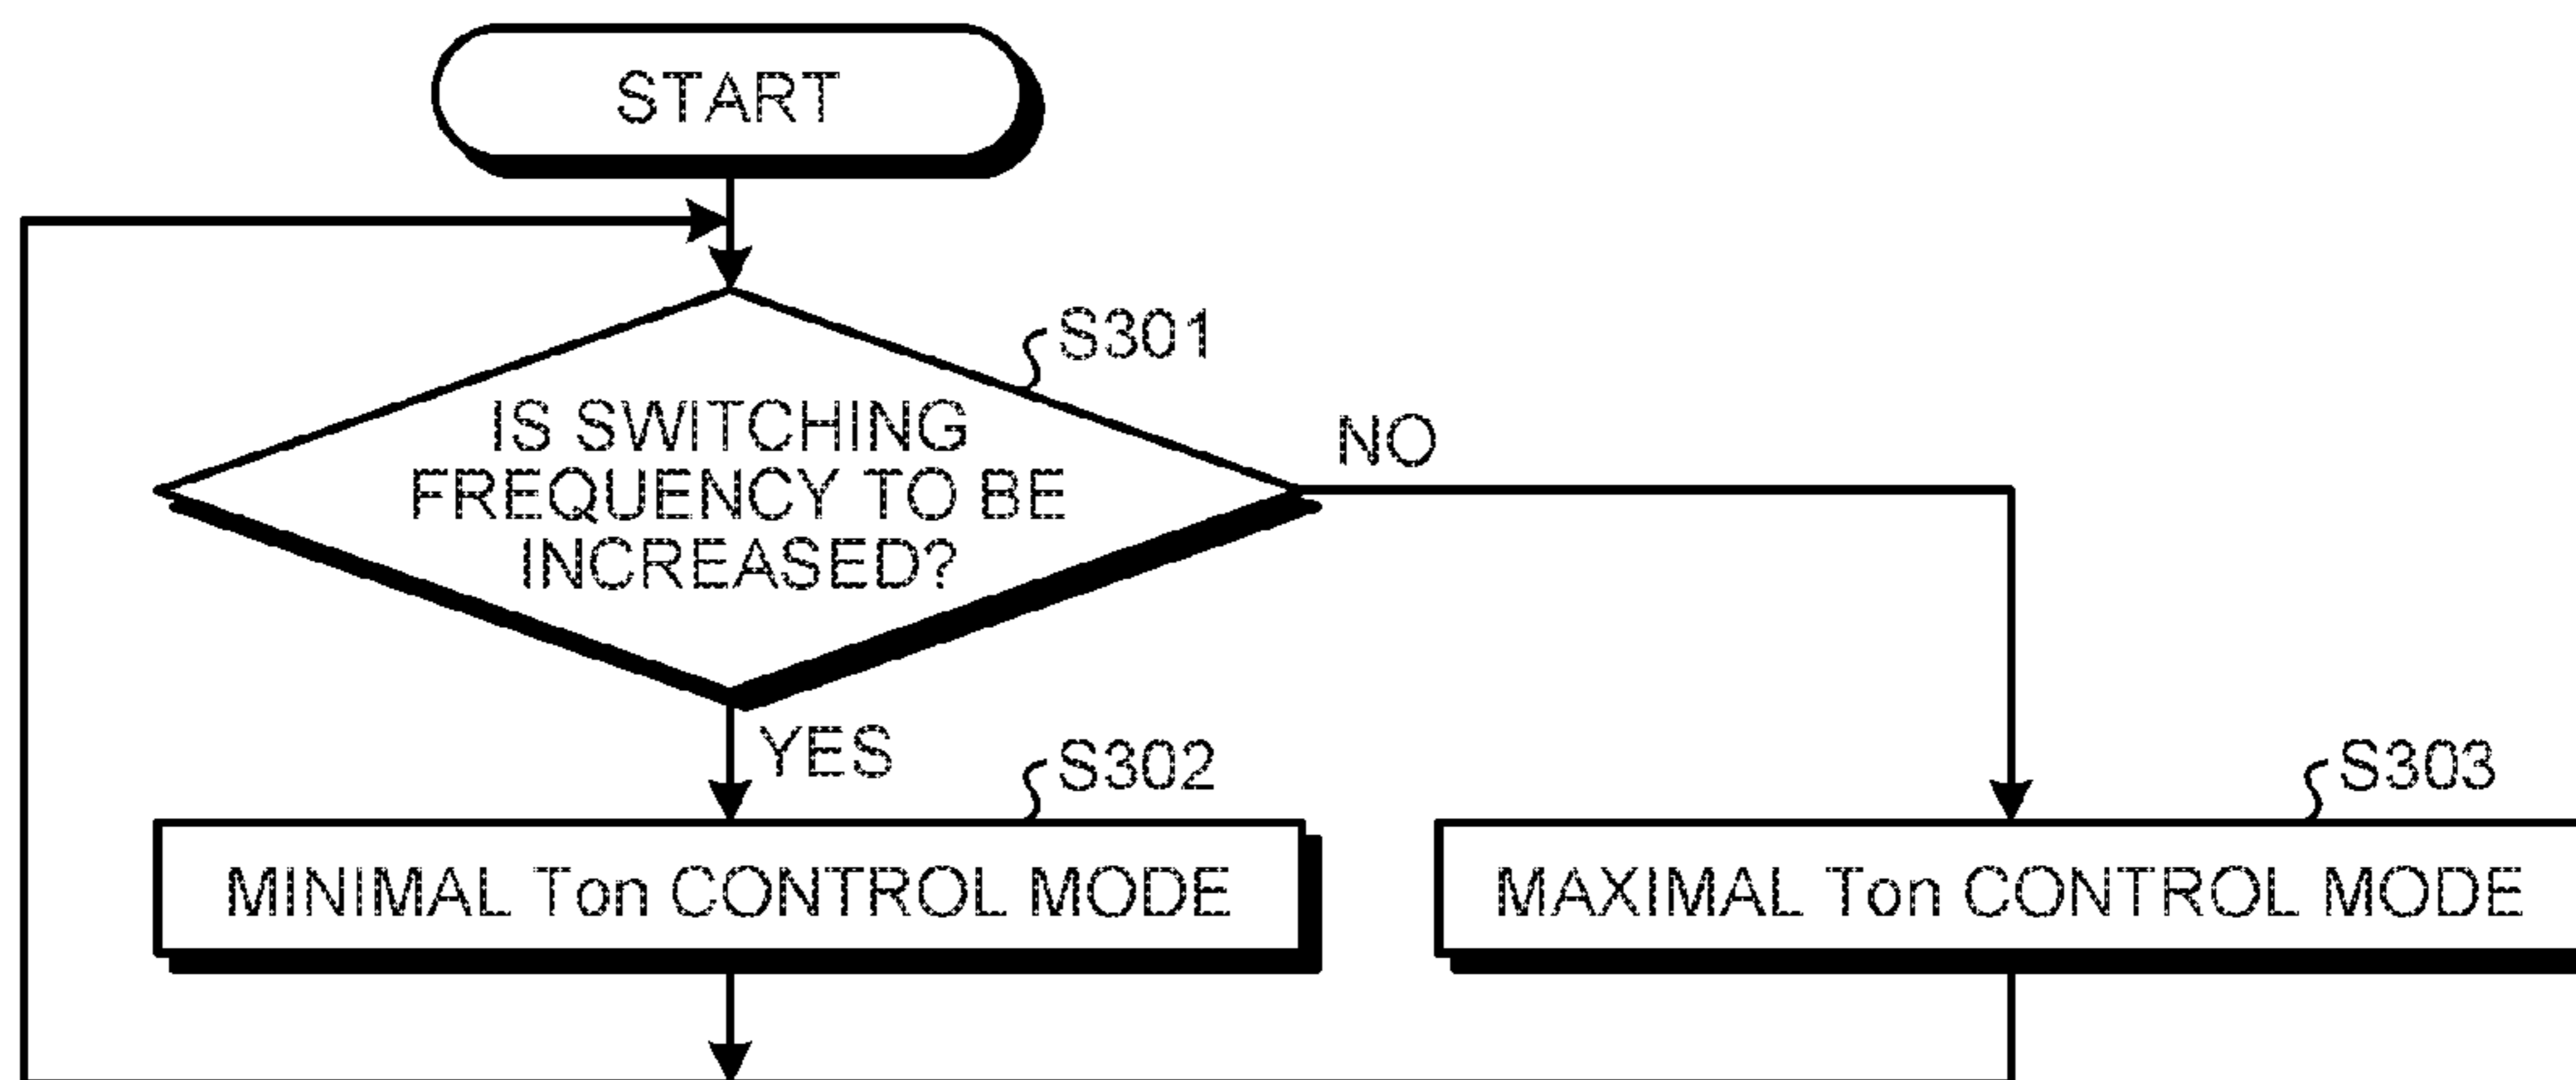 START
S301
IS SWITCHING
FREQUENCY TO BE
INCREASED?
NO
YES
S302
S303
MINIMAL Ton CONTROL MODE
MAXIMAL Ton CONTROL MODE